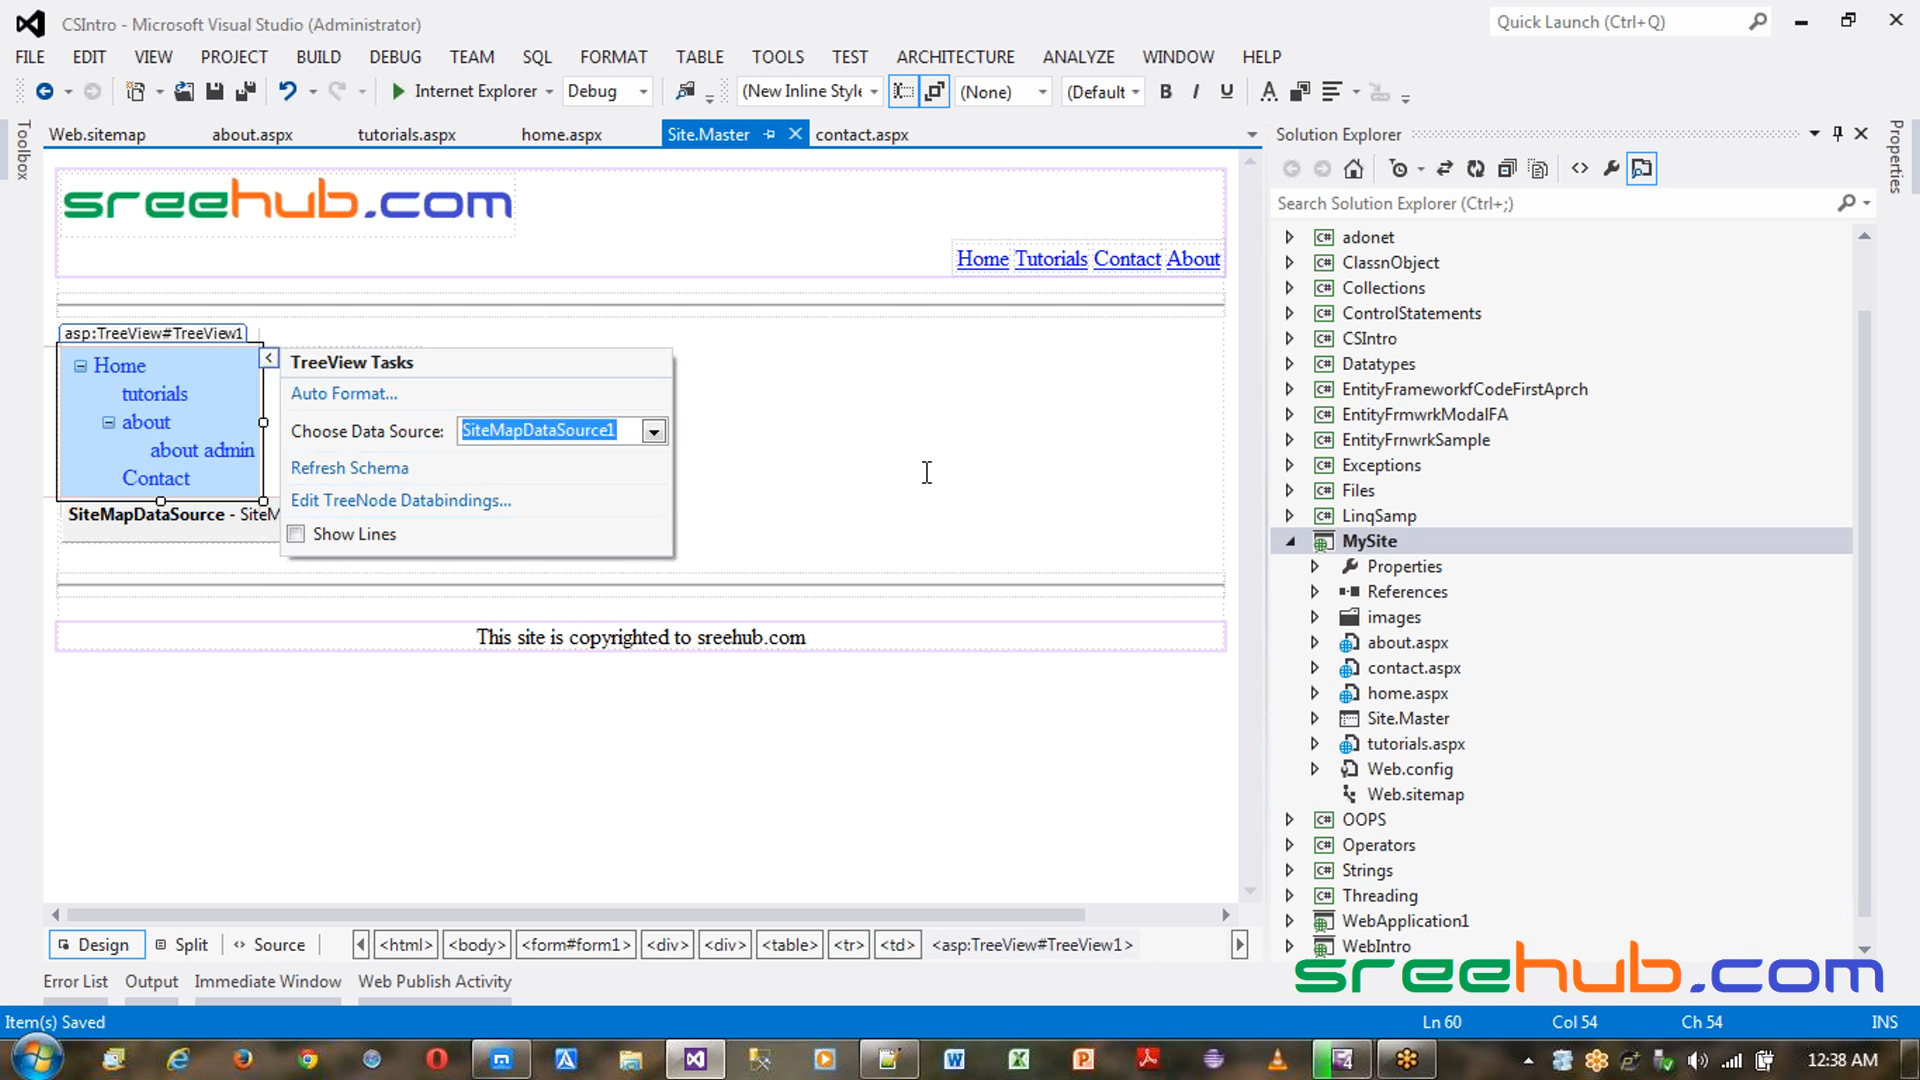 CSIntro - Microsoft Visual Studio (Administrator)
Quick Launch (Ctrl+Q)
FILE EDIT VIEW PROJECT BUILD DEBUG TEAM SQL FORMAT TABLE TOOLS TEST ARCHITECTURE ANALYZE WINDOW HELP
Internet Explorer Debug (New Inline Style (None) (Default B I U A
Toolbox
Web.sitemap about.aspx tutorials.aspx home.aspx Site.Master contact.aspx
sreehub.com
Home Tutorials Contact About
asp:TreeView#TreeView1
Home
tutorials
about
about admin
Contact
SiteMapDataSource - SiteM
TreeView Tasks
Auto Format...
Choose Data Source: SiteMapDataSource1
Refresh Schema
Edit TreeNode Databindings...
Show Lines
This site is copyrighted to sreehub.com
Design Split Source <html> <body> <form#form1> <div> <div> <table> <tr> <td> <asp:TreeView#TreeView1>
Error List Output Immediate Window Web Publish Activity
Solution Explorer
Search Solution Explorer (Ctrl+;)
C# adonet
C# ClassnObject
C# Collections
C# ControlStatements
C# CSIntro
C# Datatypes
C# EntityFrameworkfCodeFirstAprch
C# EntityFrmwrkModalFA
C# EntityFrnwrkSample
C# Exceptions
C# Files
C# LinqSamp
MySite
Properties
References
images
about.aspx
contact.aspx
home.aspx
Site.Master
tutorials.aspx
Web.config
Web.sitemap
C# OOPS
C# Operators
C# Strings
C# Threading
WebApplication1
WebIntro
Properties
sreehub.com
Item(s) Saved Ln 60 Col 54 Ch 54 INS
12:38 AM